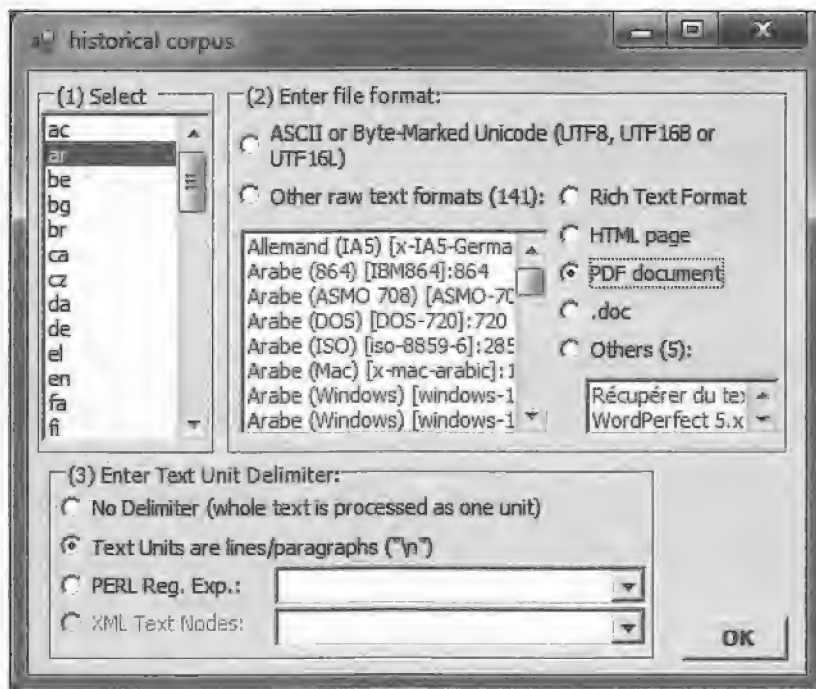 historical corpus
(1) Select
ac
ar
be
bg
br
ca
cz
da
de
el
en
fa
fi
(2) Enter file format:
ASCII or Byte-Marked Unicode (UTF8, UTF16B or
UTF16L)
Other raw text formats (141):
Allemand (IA5) [x-IA5-Germa
Arabe (864) [IBM864]:864
Arabe (ASMO 708) [ASMO-70
Arabe (DOS) [DOS-720]:720
Arabe (ISO) [iso-8859-6]:285
Arabe (Mac) [x-mac-arabic]:1
Arabe (Windows) [windows-1
Arabe (Windows) [windows-1
Rich Text Format
HTML page
PDF document
.doc
Others (5):
Récupérer du tex
WordPerfect 5.x
(3) Enter Text Unit Delimiter:
No Delimiter (whole text is processed as one unit)
Text Units are lines/paragraphs ("\n")
PERL Reg. Exp.:
XML Text Nodes:
OK